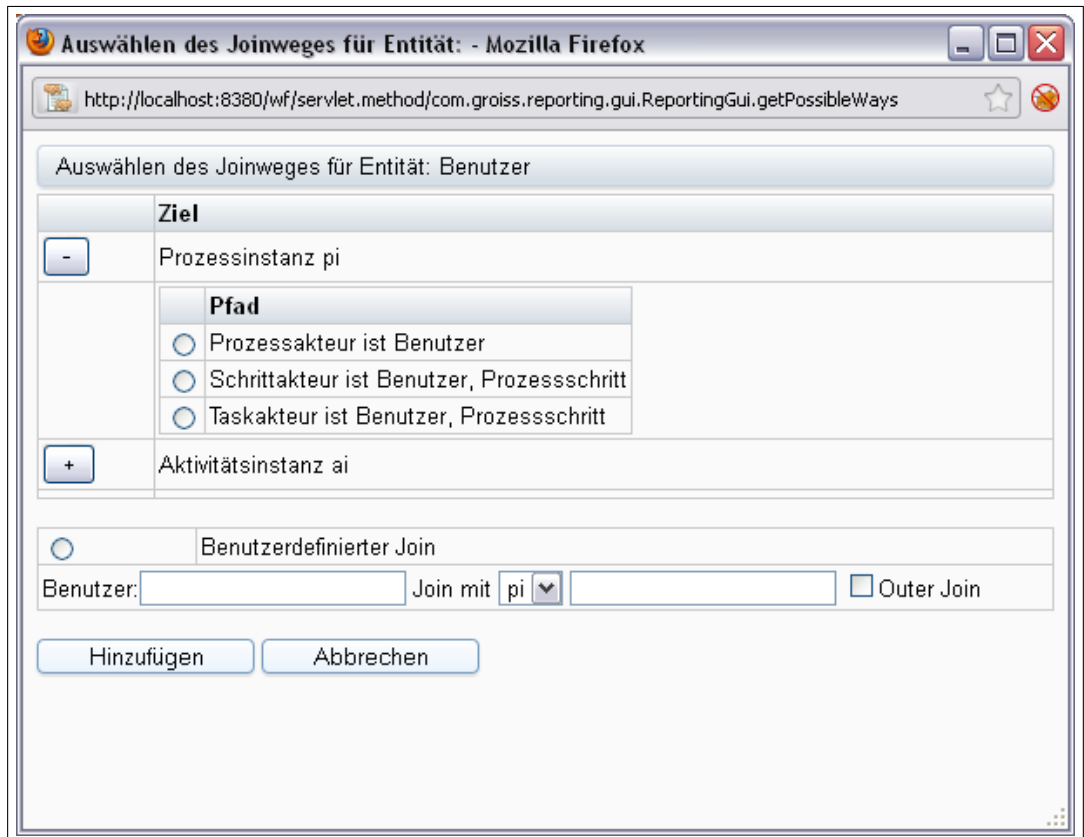 Auswählen des Joinweges für Entität: - Mozilla Firefox
http://localhost:8380/wf/servlet.method/com.groiss.reporting.gui.ReportingGui.getPossibleWays
Auswählen des Joinweges für Entität: Benutzer
Ziel
- Prozessinstanz pi
Pfad
Prozessakteur ist Benutzer
Schrittakteur ist Benutzer, Prozessschritt
Taskakteur ist Benutzer, Prozessschritt
+ Aktivitätsinstanz ai
Benutzerdefinierter Join
Benutzer: Join mit pi Outer Join
Hinzufügen Abbrechen